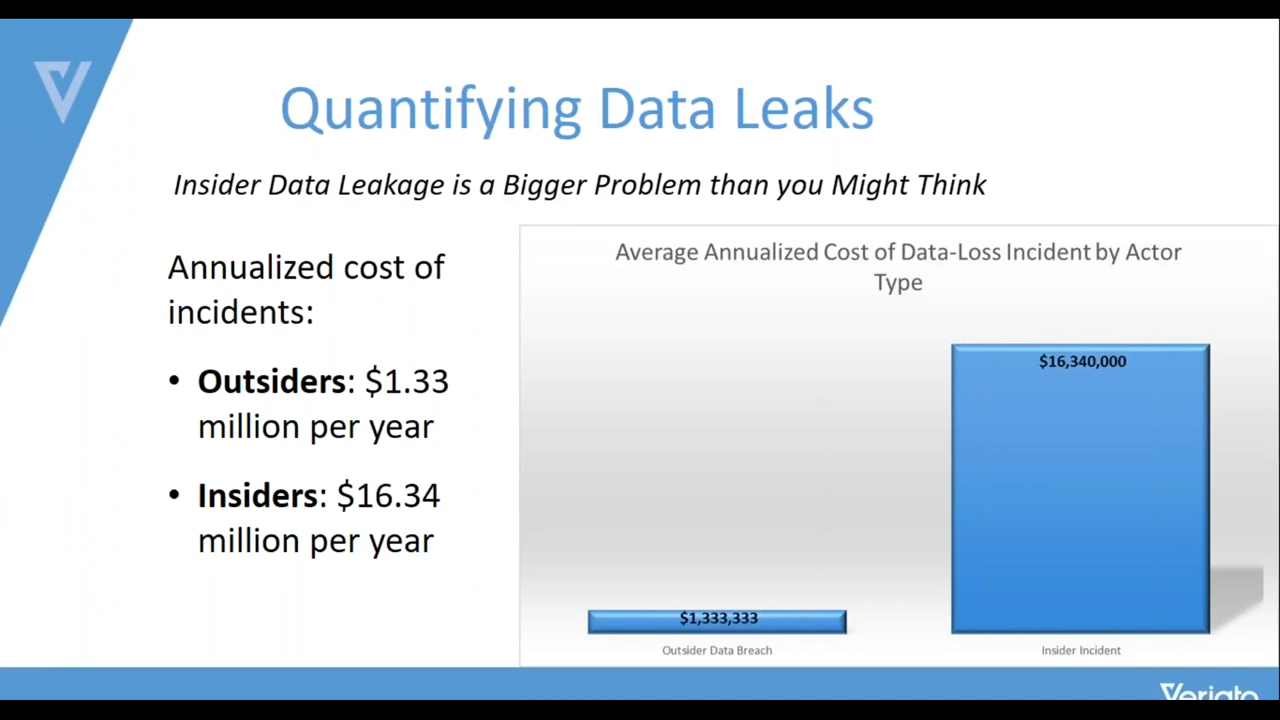 Quantifying Data Leaks
Insider Data Leakage is a Bigger Problem than you Might Think
Annualized cost of
incidents:
• Outsiders: $1.33
million per year
• Insiders: $16.34
million per year
Average Annualized Cost of Data-Loss Incident by Actor
Type
$16,340,000
$1,333,333
Outsider Data Breach
Insider Incident
Veriato